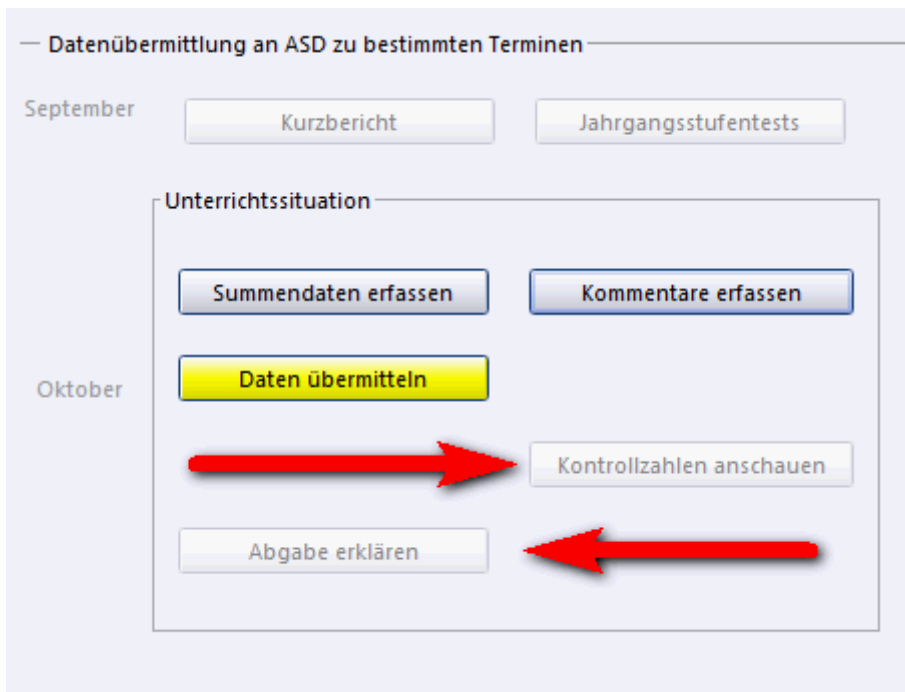 Datenübermittlung an ASD zu bestimmten Terminen
September
Kurzbericht
Jahrgangsstufentests
Unterrichtssituation
Summendaten erfassen
Kommentare erfassen
Oktober
Daten übermitteln
Kontrollzahlen anschauen
Abgabe erklären